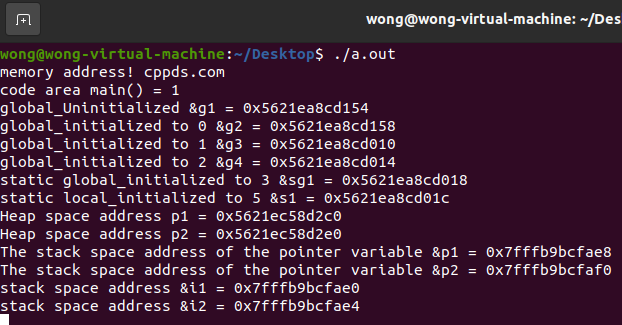 wong@wong-virtual-machine: ~/Des
wong@wong-virtual-machine:~/Desktop$ ./a.out
memory address! cppds.com
code area main() = 1
global_Uninitialized &g1 = 0x5621ea8cd154
global_initialized to 0 &g2 = 0x5621ea8cd158
global_initialized to 1 &g3 = 0x5621ea8cd010
global_initialized to 2 &g4 = 0x5621ea8cd014
static global_initialized to 3 &sg1 = 0x5621ea8cd018
static local_initialized to 5 &s1 = 0x5621ea8cd01c
Heap space address p1 = 0x5621ec58d2c0
Heap space address p2 = 0x5621ec58d2e0
The stack space address of the pointer variable &p1 = 0x7fffb9bcfae8
The stack space address of the pointer variable &p2 = 0x7fffb9bcfaf0
stack space address &i1 = 0x7fffb9bcfae0
stack space address &i2 = 0x7fffb9bcfae4